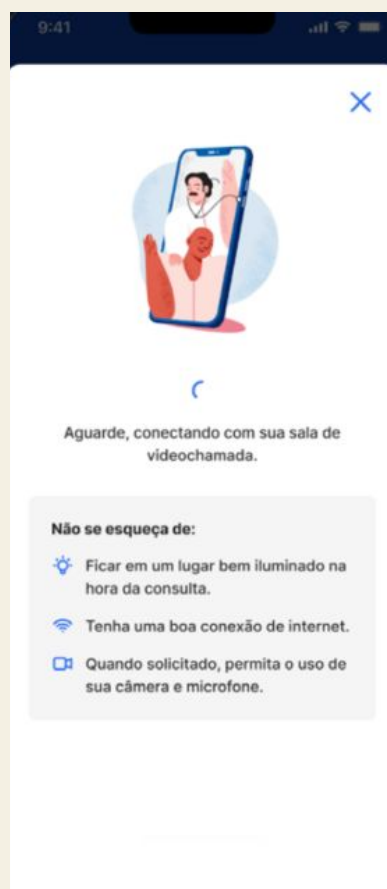 9:41
Aguarde, conectando com sua sala de
videochamada.
Não se esqueça de:
Ficar em um lugar bem iluminado na
hora da consulta.
Tenha uma boa conexão de internet.
Quando solicitado, permita o uso de
sua câmera e microfone.